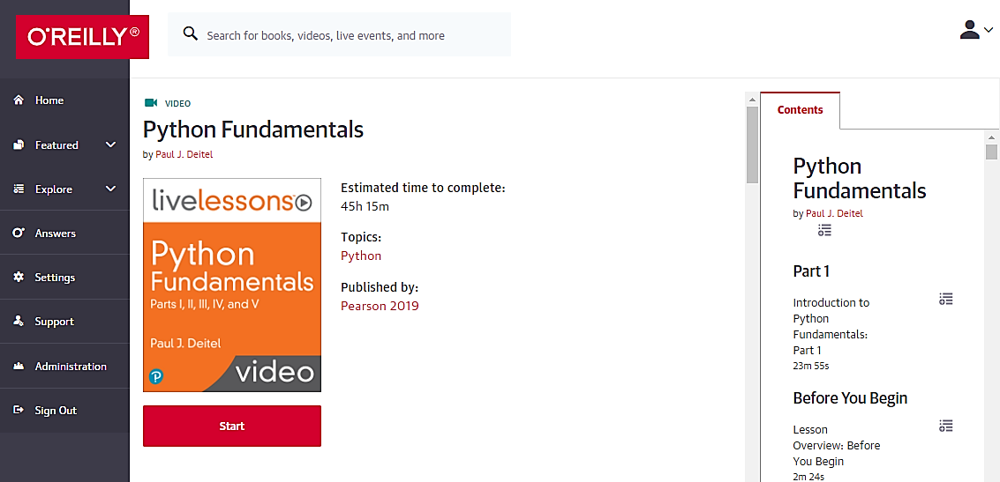 O'REILLY®
Search for books, videos, live events, and more
Home
Featured
Explore
Answers
Settings
Support
Administration
Sign Out
VIDEO
Python Fundamentals
by Paul J. Deitel
livelessons
Python
Fundamentals
Parts I, II, III, IV, and V
Paul J. Deitel
P
video
Start
Estimated time to complete:
45h 15m
Topics:
Python
Published by:
Pearson 2019
Contents
Python
Fundamentals
by Paul J. Deitel
Part 1
Introduction to
Python
Fundamentals:
Part 1
23m 55s
Before You Begin
Lesson
Overview: Before
You Begin
2m 24s